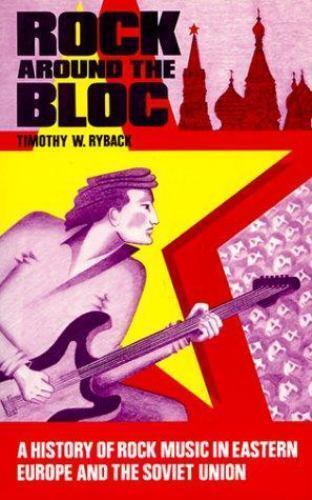 ROCK
AROUND THE
BLOC
TIMOTHY W. RYBACK
A HISTORY OF ROCK MUSIC IN EASTERN
EUROPE AND THE SOVIET UNION